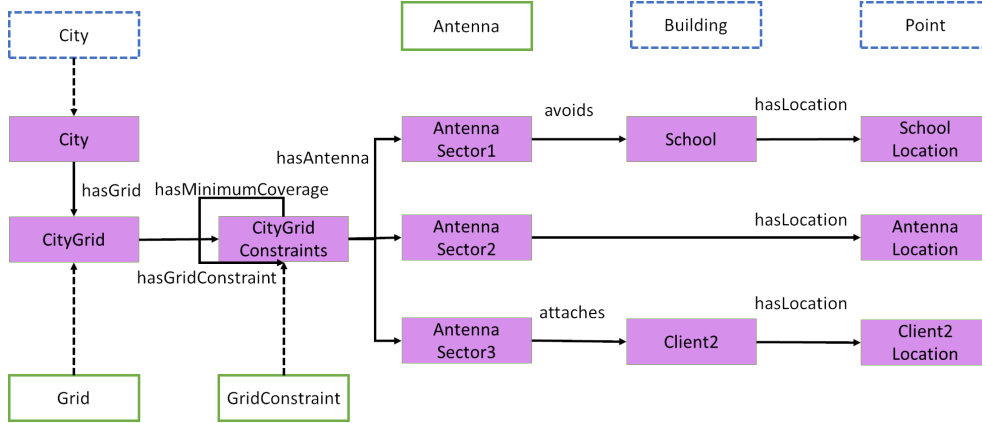 City
Antenna
Building
Point
City
Antenna
Sector1
avoids
School
hasLocation
School
Location
hasGrid
hasMinimumCoverage
hasAntenna
CityGrid
CityGrid
Constraints
hasGridConstraint
Antenna
Sector2
hasLocation
Antenna
Location
Antenna
Sector3
attaches
Client2
hasLocation
Client2
Location
Grid
GridConstraint